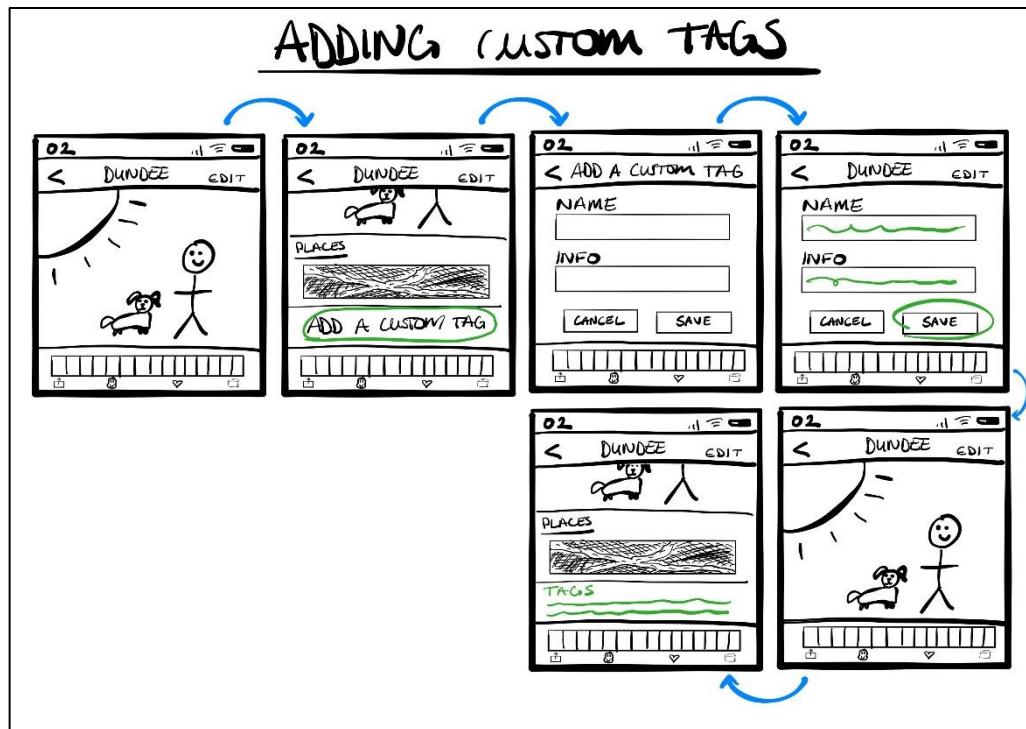 ADDING CUSTOM TAGS
02
< DUNDEE EDIT
02
< DUNDEE EDIT
PLACES
ADD A CUSTOM TAG
02
< ADD A CUSTOM TAG
NAME
INFO
CANCEL SAVE
02
< DUNDEE EDIT
NAME
INFO
CANCEL SAVE
02
< DUNDEE EDIT
02
< DUNDEE EDIT
PLACES
TAGS